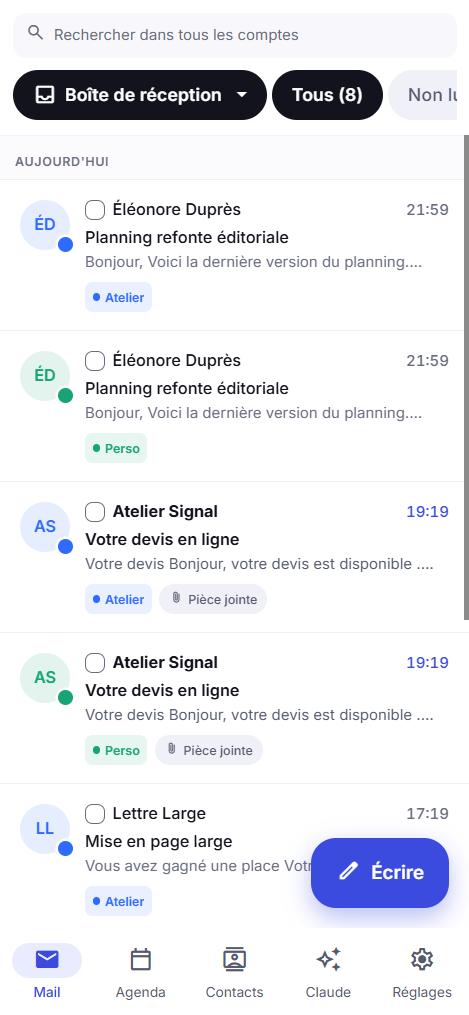 Rechercher dans tous les comptes
Boîte de réception
Tous (8)
Non lu
AUJOURD'HUI
ÉD
Éléonore Duprès
21:59
Planning refonte éditoriale
Bonjour, Voici la dernière version du planning....
Atelier
ÉD
Éléonore Duprès
21:59
Planning refonte éditoriale
Bonjour, Voici la dernière version du planning....
Perso
AS
Atelier Signal
19:19
Votre devis en ligne
Votre devis Bonjour, votre devis est disponible ....
Atelier
Pièce jointe
AS
Atelier Signal
19:19
Votre devis en ligne
Votre devis Bonjour, votre devis est disponible ....
Perso
Pièce jointe
LL
Lettre Large
17:19
Mise en page large
Vous avez gagné une place Votr
Atelier
Écrire
Mail
Agenda
Contacts
Claude
Réglages